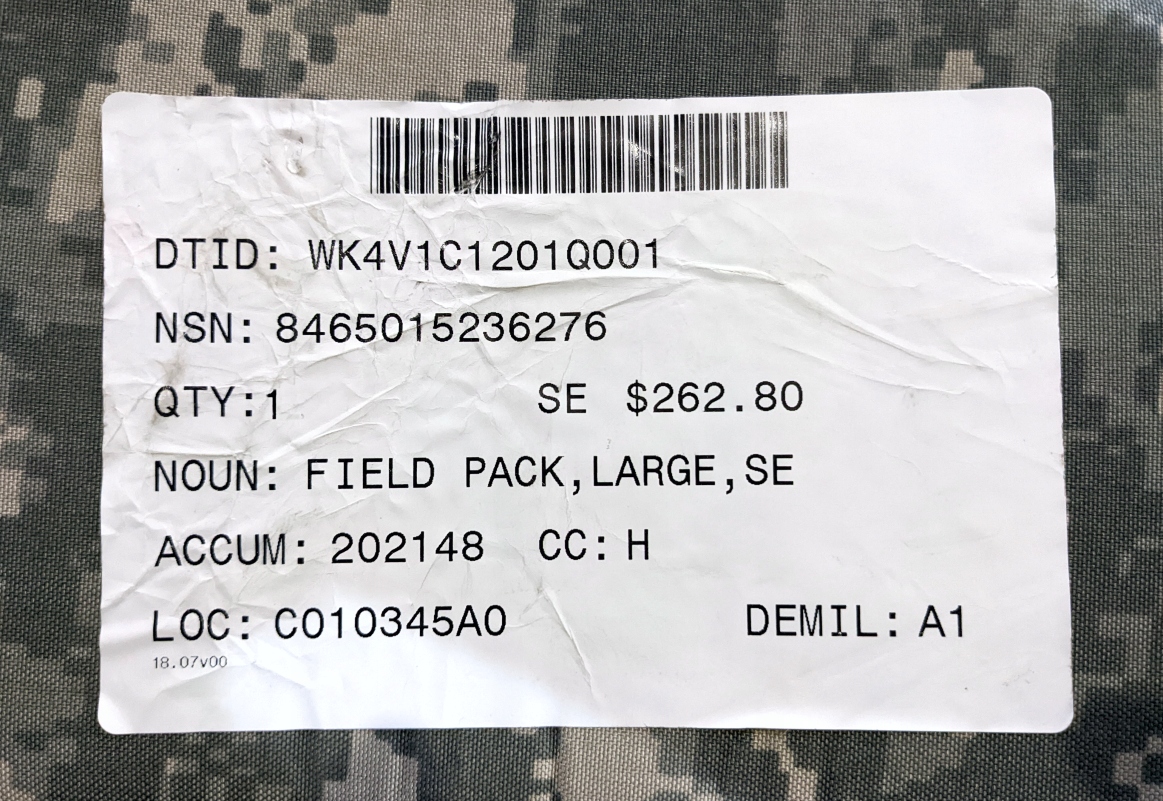 DTID: WK4V1C1201Q001
NSN: 8465015236276
QTY:1 SE $262.80
NOUN: FIELD PACK,LARGE,SE
ACCUM: 202148 CC: H
LOC: C010345A0 DEMIL: A1
18.07v00